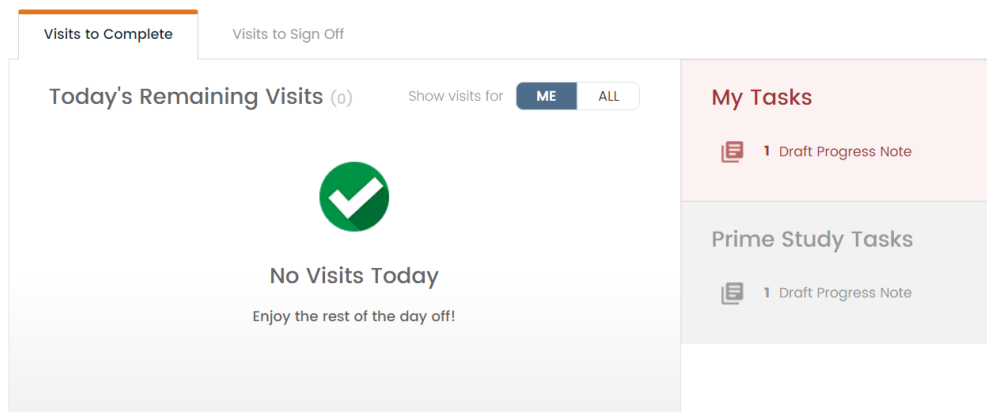 Visits to Complete
Visits to Sign Off
Today's Remaining Visits (0)
Show visits for
ME
ALL
No Visits Today
Enjoy the rest of the day off!
My Tasks
1 Draft Progress Note
Prime Study Tasks
1 Draft Progress Note